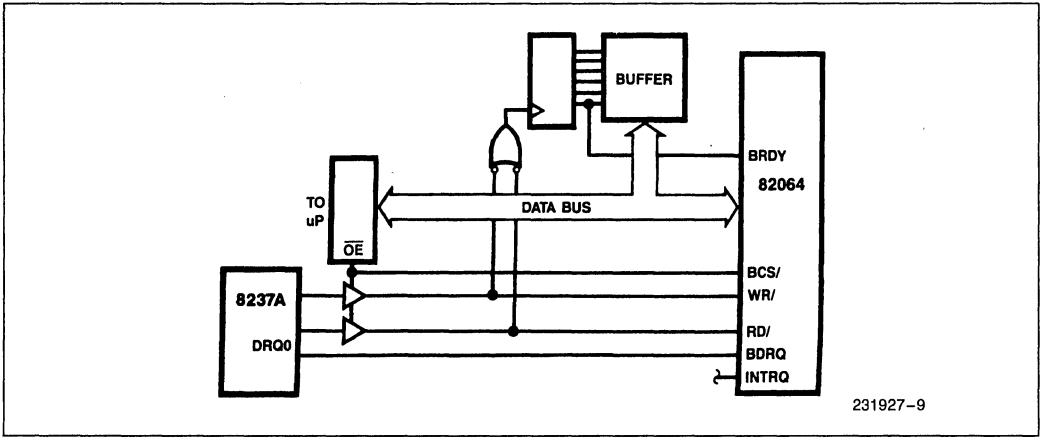 BUFFER
BRDY
82064
TO
uP
DATA BUS
OE
BCS/
8237A
WR/
RD/
DRQ0
BDRQ
INTRQ
231927-9